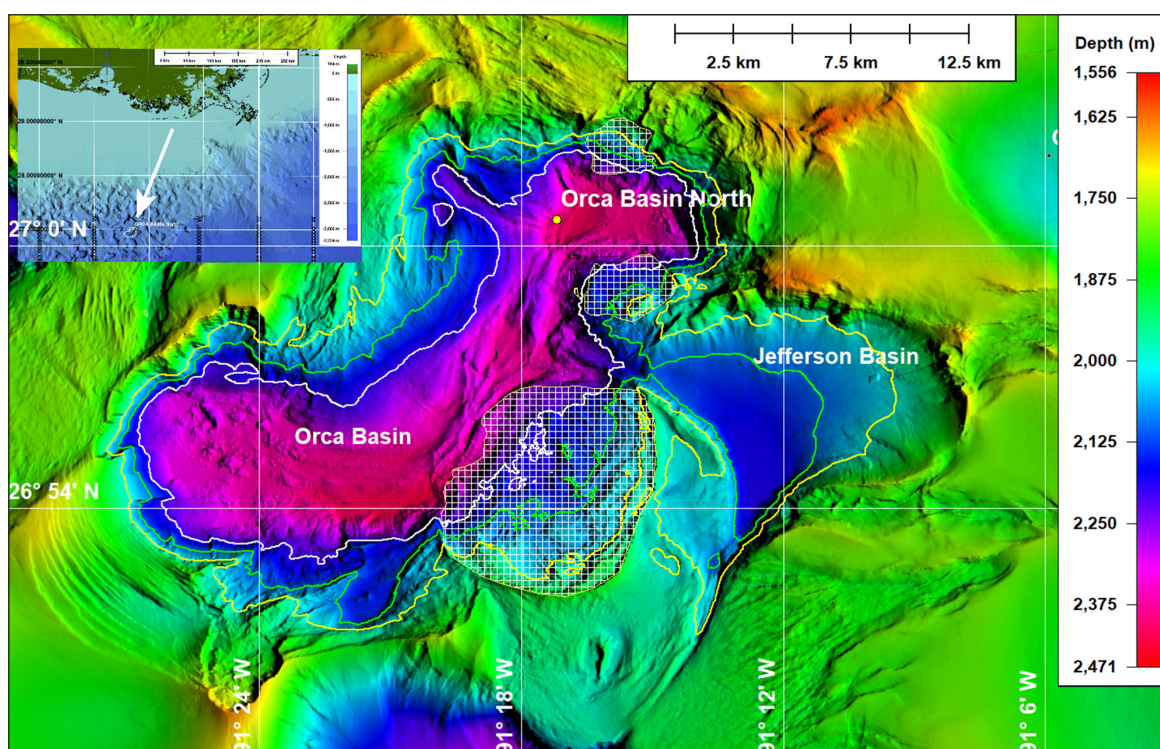 2.5 km 7.5 km 12.5 km
Depth (m)
1,556
1,625
1,750
1,875
2,000
2,125
2,250
2,375
2,471
Orca Basin North
27° 0' N
Jefferson Basin
Orca Basin
26° 54' N
91° 24' W
91° 18' W
91° 12' W
91° 6' W
Depth